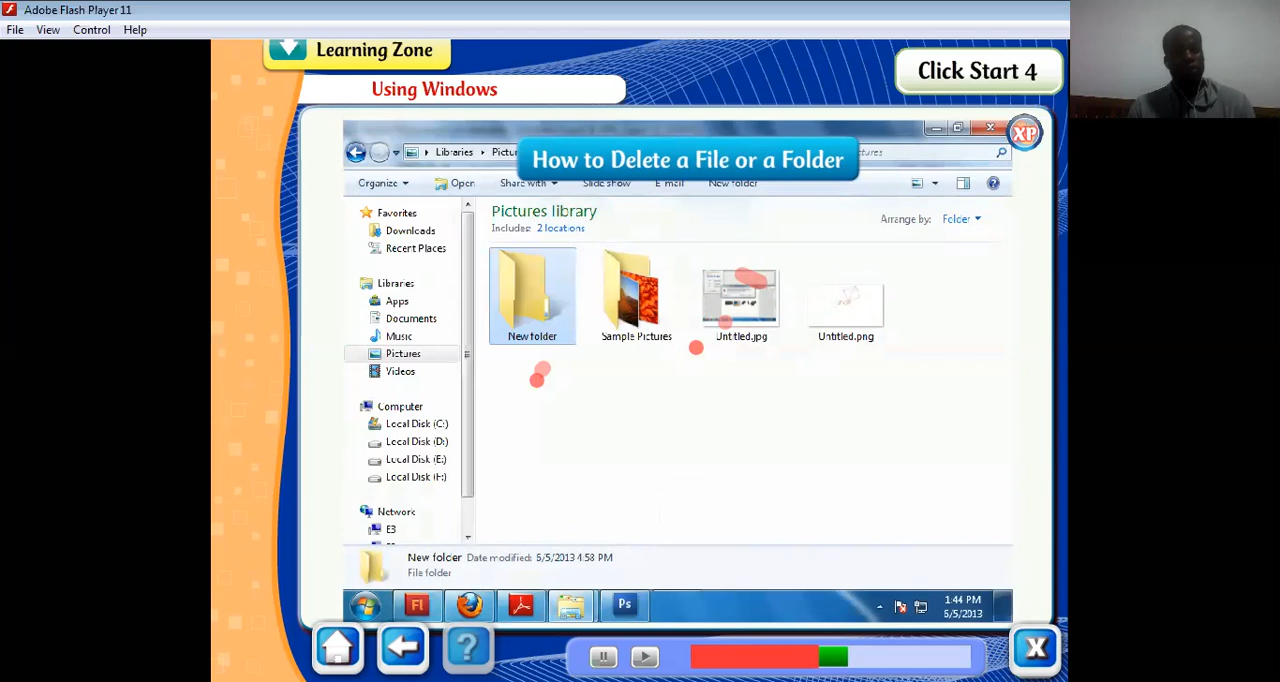 Adobe Flash Player 11
File View Control Help
Learning Zone
Click Start 4
Using Windows
XP
How to Delete a File or a Folder
Libraries
Organize Open Share with Slide show E-mail New folder
Favorites
Downloads
Recent Places
Libraries
Apps
Documents
Music
Pictures
Videos
Computer
Local Disk (C:)
Local Disk (D:)
Local Disk (E:)
Local Disk (F:)
Network
E3
Pictures library
Includes: 2 locations
Arrange by: Folder
New folder
Sample Pictures
Untitled.jpg
Untitled.png
New folder Date modified: 6/5/2013 4:58 PM
File folder
Fl
Ps
1:44 PM
6/5/2013
?
X